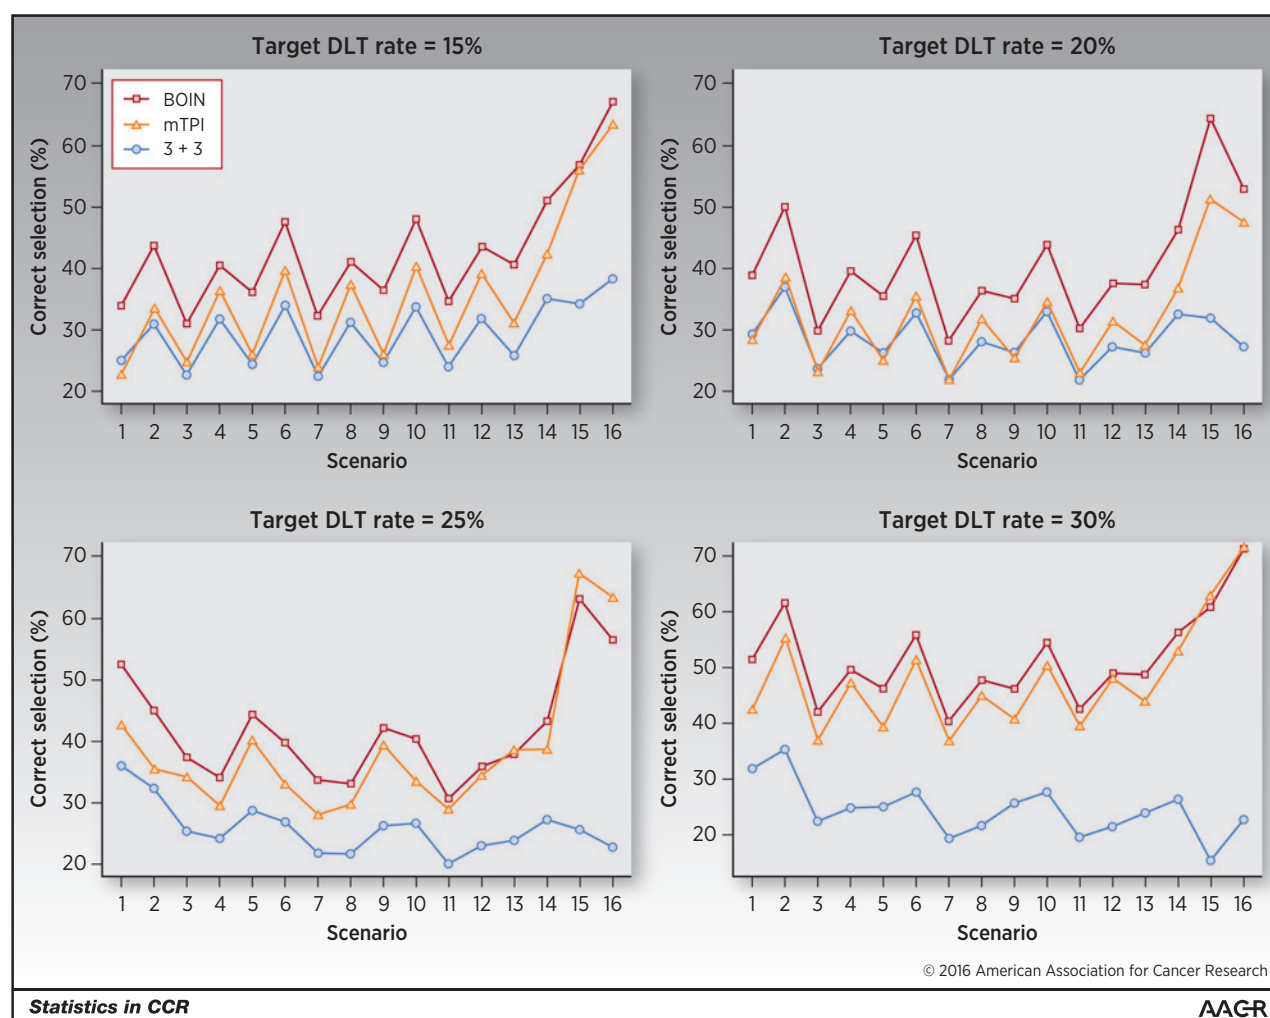 Target DLT rate = 15%
70
60
50
40
30
20
Correct selection (%)
BOIN
mTPI
3 + 3
1 2 3 4 5 6 7 8 9 10 11 12 13 14 15 16
Scenario
Target DLT rate = 20%
70
60
50
40
30
20
Correct selection (%)
1 2 3 4 5 6 7 8 9 10 11 12 13 14 15 16
Scenario
Target DLT rate = 25%
70
60
50
40
30
20
Correct selection (%)
1 2 3 4 5 6 7 8 9 10 11 12 13 14 15 16
Scenario
Target DLT rate = 30%
70
60
50
40
30
20
Correct selection (%)
1 2 3 4 5 6 7 8 9 10 11 12 13 14 15 16
Scenario
© 2016 American Association for Cancer Research
Statistics in CCR
AACR